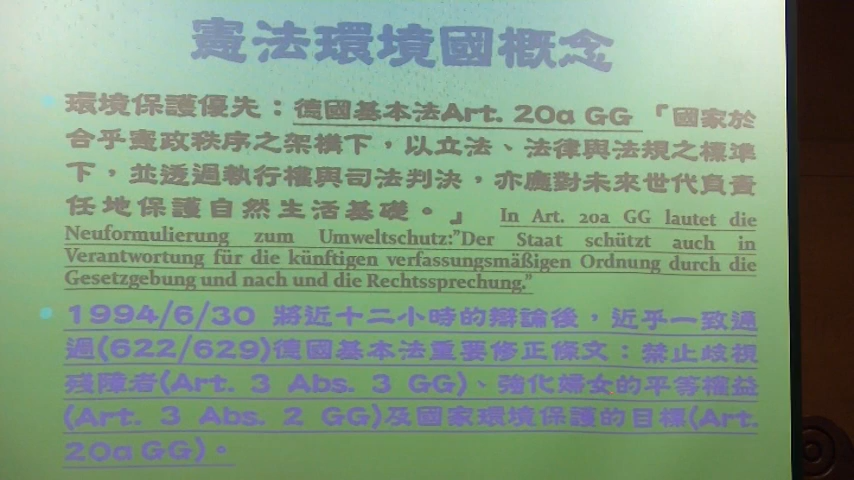 憲法環境國概念
環境保護優先：德國基本法Art. 20a GG「國家於
合乎憲政秩序之架構下，以立法、法律與法規之標準
下，並透過執行權與司法判決，亦應對未來世代負責
任地保護自然生活基礎。」 In Art. 20a GG lautet die
Neuformulierung zum Umweltschutz:"Der Staat schützt auch in
Verantwortung für die künftigen verfassungsmäßigen Ordnung durch die
Gesetzgebung und nach und die Rechtssprechung."
1994/6/30 將近十二小時的辯論後，近乎一致通
過(622/629)德國基本法重要修正條文：禁止歧視
殘障者(Art. 3 Abs. 3 GG)、強化婦女的平等權益
(Art. 3 Abs. 2 GG)及國家環境保護的目標(Art.
20a GG)。